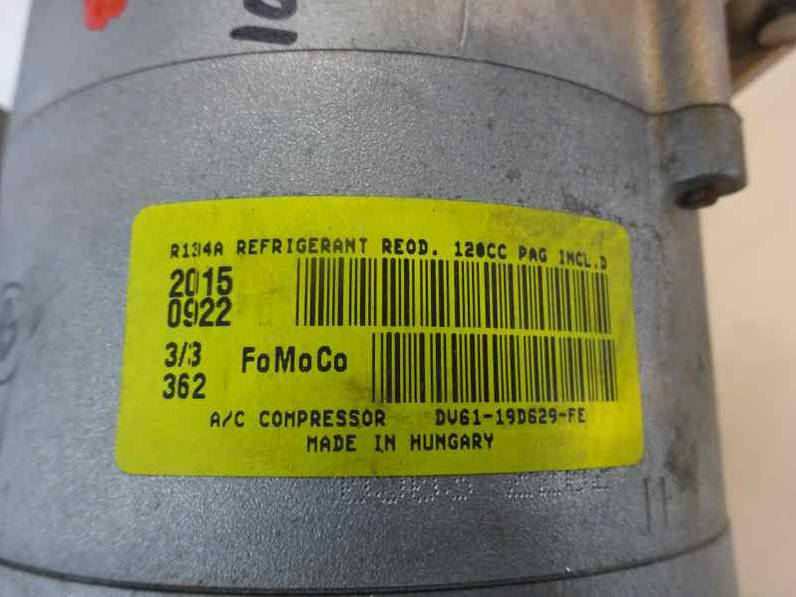 10
R134A REFRIGERANT REQD. 120CC PAG INCL.D
2015
0922
3/3 FoMoCo
362
A/C COMPRESSOR DV61-19D629-FE
MADE IN HUNGARY